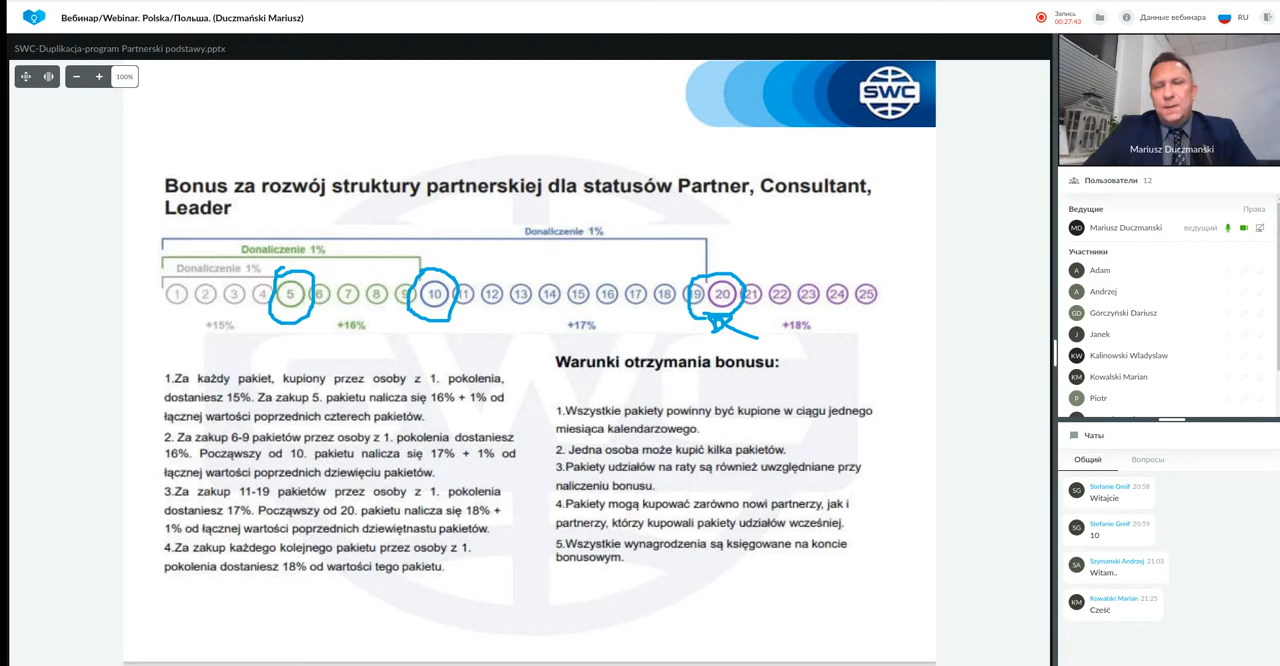 Вебинар/Webinar. Polska/Польша. (Duczmański Mariusz)
Запись
00:27:43
Данные вебинара
RU
SWC-Duplikacja-program Partnerski podstawy.pptx
100%
SWC
Bonus za rozwój struktury partnerskiej dla statusów Partner, Consultant,
Leader
Donaliczenie 1%
Donaliczenie 1%
Donaliczenie 1%
1 2 3 4 5 6 7 8 9 10 11 12 13 14 15 16 17 18 19 20 21 22 23 24 25
+15% +16% +17% +18%
1.Za każdy pakiet, kupiony przez osoby z 1. pokolenia,
dostaniesz 15%. Za zakup 5. pakietu nalicza się 16% + 1% od
łącznej wartości poprzednich czterech pakietów.
2. Za zakup 6-9 pakietów przez osoby z 1. pokolenia dostaniesz
16%. Począwszy od 10. pakietu nalicza się 17% + 1% od
łącznej wartości poprzednich dziewięciu pakietów.
3.Za zakup 11-19 pakietów przez osoby z 1. pokolenia
dostaniesz 17%. Począwszy od 20. pakietu nalicza się 18% +
1% od łącznej wartości poprzednich dziewiętnastu pakietów.
4.Za zakup każdego kolejnego pakietu przez osoby z 1.
pokolenia dostaniesz 18% od wartości tego pakietu.
Warunki otrzymania bonusu:
1.Wszystkie pakiety powinny być kupione w ciągu jednego
miesiąca kalendarzowego.
2. Jedna osoba może kupić kilka pakietów.
3.Pakiety udziałów na raty są również uwzględniane przy
naliczeniu bonusu.
4.Pakiety mogą kupować zarówno nowi partnerzy, jak i
partnerzy, którzy kupowali pakiety udziałów wcześniej.
5.Wszystkie wynagrodzenia są księgowane na koncie
bonusowym.
Mariusz Duczmański
Пользователи 12
Ведущие Права
MD Mariusz Duczmanski ведущий
Участники
A Adam
A Andrzej
GD Górczyński Dariusz
J Janek
KW Kalinowski Wladyslaw
KM Kowalski Marian
P Piotr
Чаты
Общий Вопросы
SG Stefanie Greif 20:58
Witajcie
SG Stefanie Greif 20:59
10
SA Szymanski Andrzej 21:03
Witam..
KM Kowalski Marian 21:25
Cześć